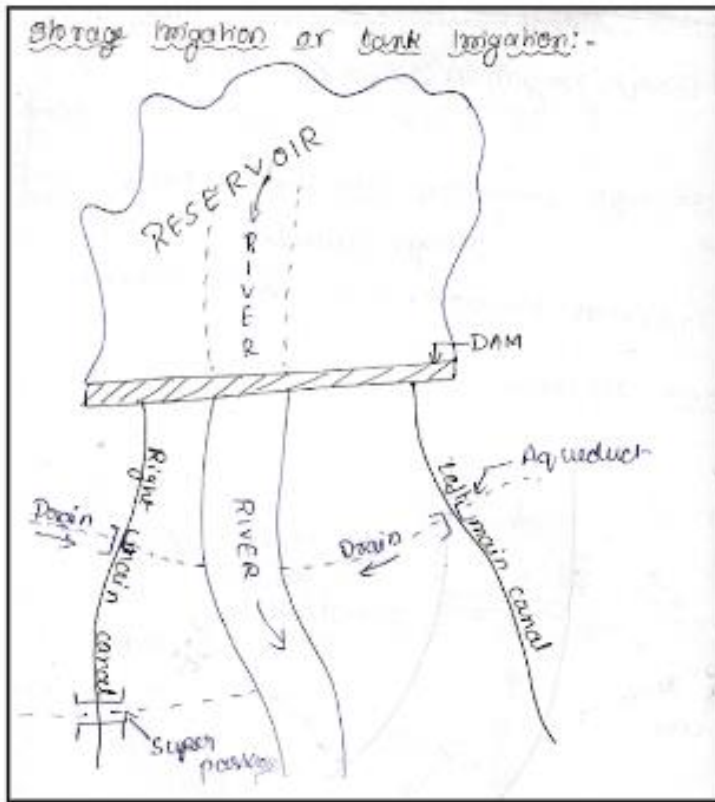 Storage Irrigation or tank Irrigation:-
RESERVOIR
RIVER
DAM
Aqueduct
Right main canal
Left main canal
Drain
RIVER
Drain
Super
passage